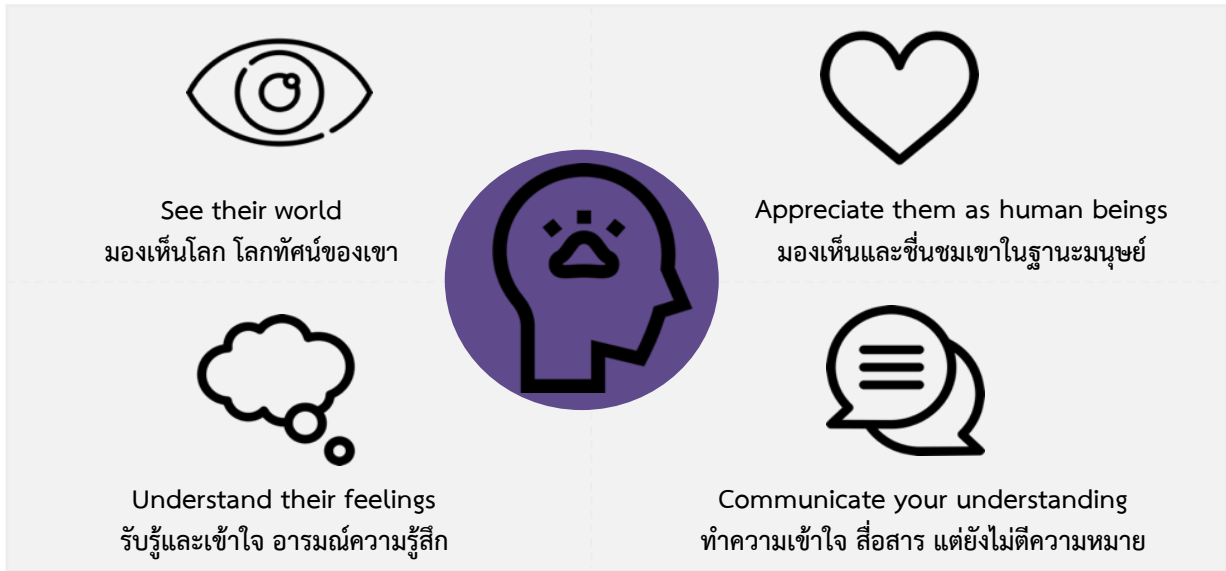 See their world
มองเห็นโลก โลกทัศน์ของเขา
Appreciate them as human beings
มองเห็นและชื่นชมเขาในฐานะมนุษย์
Understand their feelings
รับรู้และเข้าใจ อารมณ์ความรู้สึก
Communicate your understanding
ทำความเข้าใจ สื่อสาร แต่ยังไม่ตีความหมาย